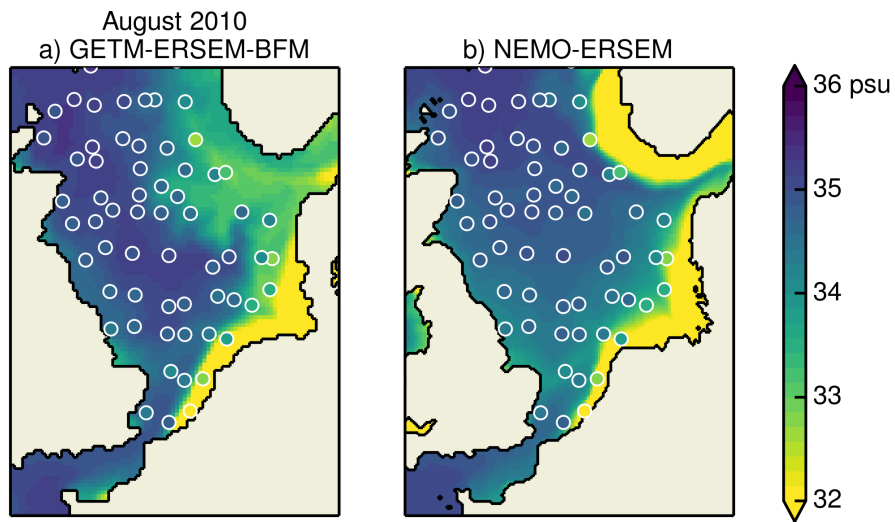 August 2010
a) GETM-ERSEM-BFM
b) NEMO-ERSEM
36 psu
35
34
33
32